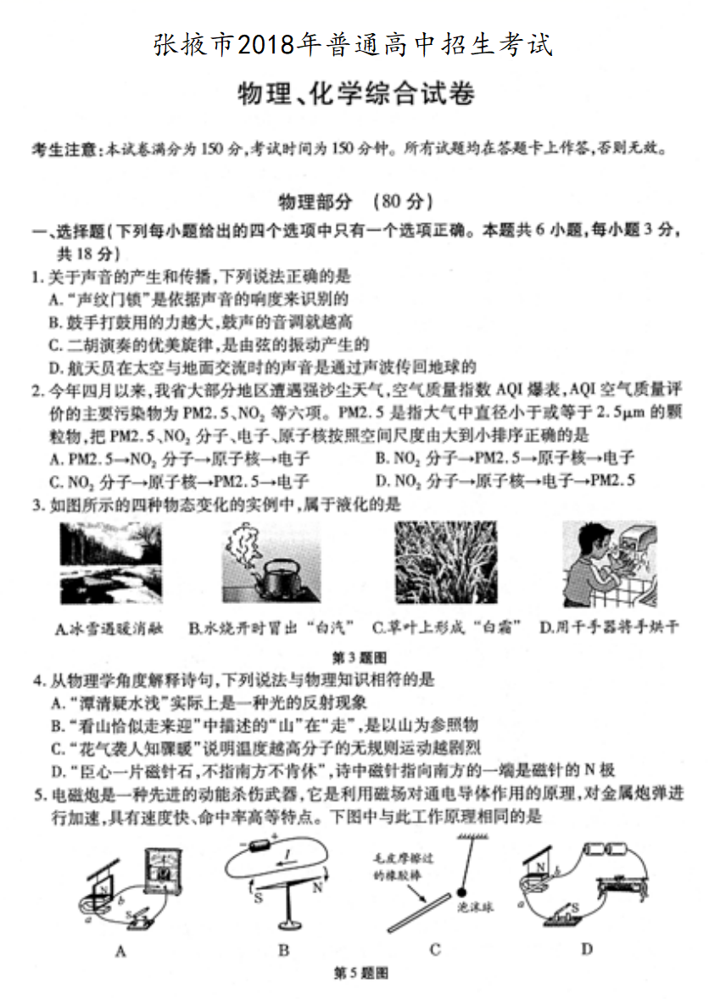 张掖市2018年普通高中招生考试
物理、化学综合试卷
考生注意:本试卷满分为150分,考试时间为150分钟。所有试题均在答题卡上作答,否则无效。
物理部分 (80分)
一、选择题(下列每小题给出的四个选项中只有一个选项正确。本题共6小题,每小题3分,
共18分)
1.关于声音的产生和传播,下列说法正确的是
A.“声纹门锁”是依据声音的响度来识别的
B.鼓手打鼓用的力越大,鼓声的音调就越高
C.二胡演奏的优美旋律,是由弦的振动产生的
D.航天员在太空与地面交流时的声音是通过声波传回地球的
2.今年四月以来,我省大部分地区遭遇强沙尘天气,空气质量指数AQI爆表,AQI空气质量评
价的主要污染物为PM2.5、NO₂等六项。PM2.5是指大气中直径小于或等于2.5μm的颗
粒物,把PM2.5、NO₂分子、电子、原子核按照空间尺度由大到小排序正确的是
A. PM2.5→NO₂分子→原子核→电子 B. NO₂分子→PM2.5→原子核→电子
C. NO₂分子→原子核→PM2.5→电子 D. NO₂分子→原子核→电子→PM2.5
3.如图所示的四种物态变化的实例中,属于液化的是
A.冰雪遇暖消融 B.水烧开时冒出“白汽” C.草叶上形成“白霜” D.用干手器将手烘干
第3题图
4.从物理学角度解释诗句,下列说法与物理知识相符的是
A.“潭清疑水浅”实际上是一种光的反射现象
B.“看山恰似走来迎”中描述的“山”在“走”,是以山为参照物
C.“花气袭人知骤暖”说明温度越高分子的无规则运动越剧烈
D.“臣心一片磁针石,不指南方不肯休”,诗中磁针指向南方的一端是磁针的N极
5.电磁炮是一种先进的动能杀伤武器,它是利用磁场对通电导体作用的原理,对金属炮弹进
行加速,具有速度快、命中率高等特点。下图中与此工作原理相同的是
N
b
a
S
− +
I
S
N
毛皮摩擦过
的橡胶棒
泡沫球
N
b
a
S
A B C D
第5题图